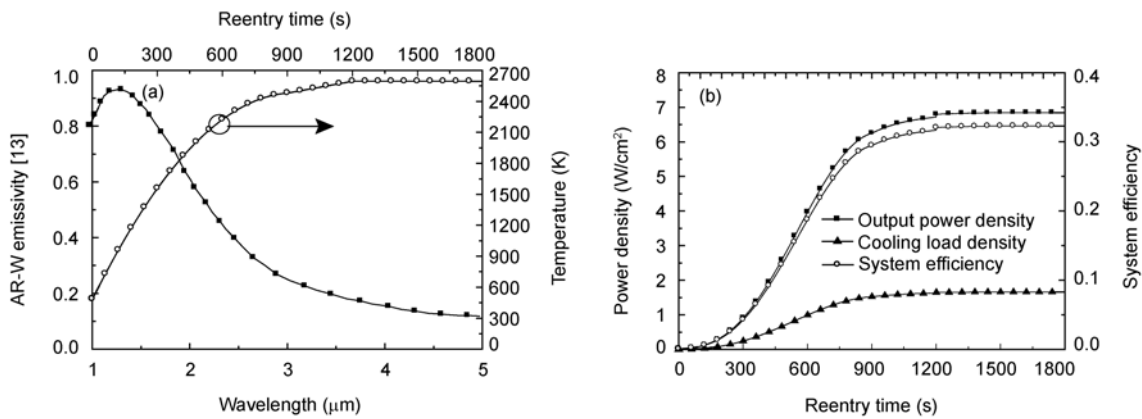 Reentry time (s)
0 300 600 900 1200 1500 1800
(a)
AR-W emissivity [13]
1.0
0.8
0.6
0.4
0.2
0.0
2700
2400
2100
1800
1500
1200
900
600
300
0
Temperature (K)
1 2 3 4 5
Wavelength (μm)
(b)
Power density (W/cm²)
8
7
6
5
4
3
2
1
0
0.4
0.3
0.2
0.1
0.0
System efficiency
Output power density
Cooling load density
System efficiency
0 300 600 900 1200 1500 1800
Reentry time (s)